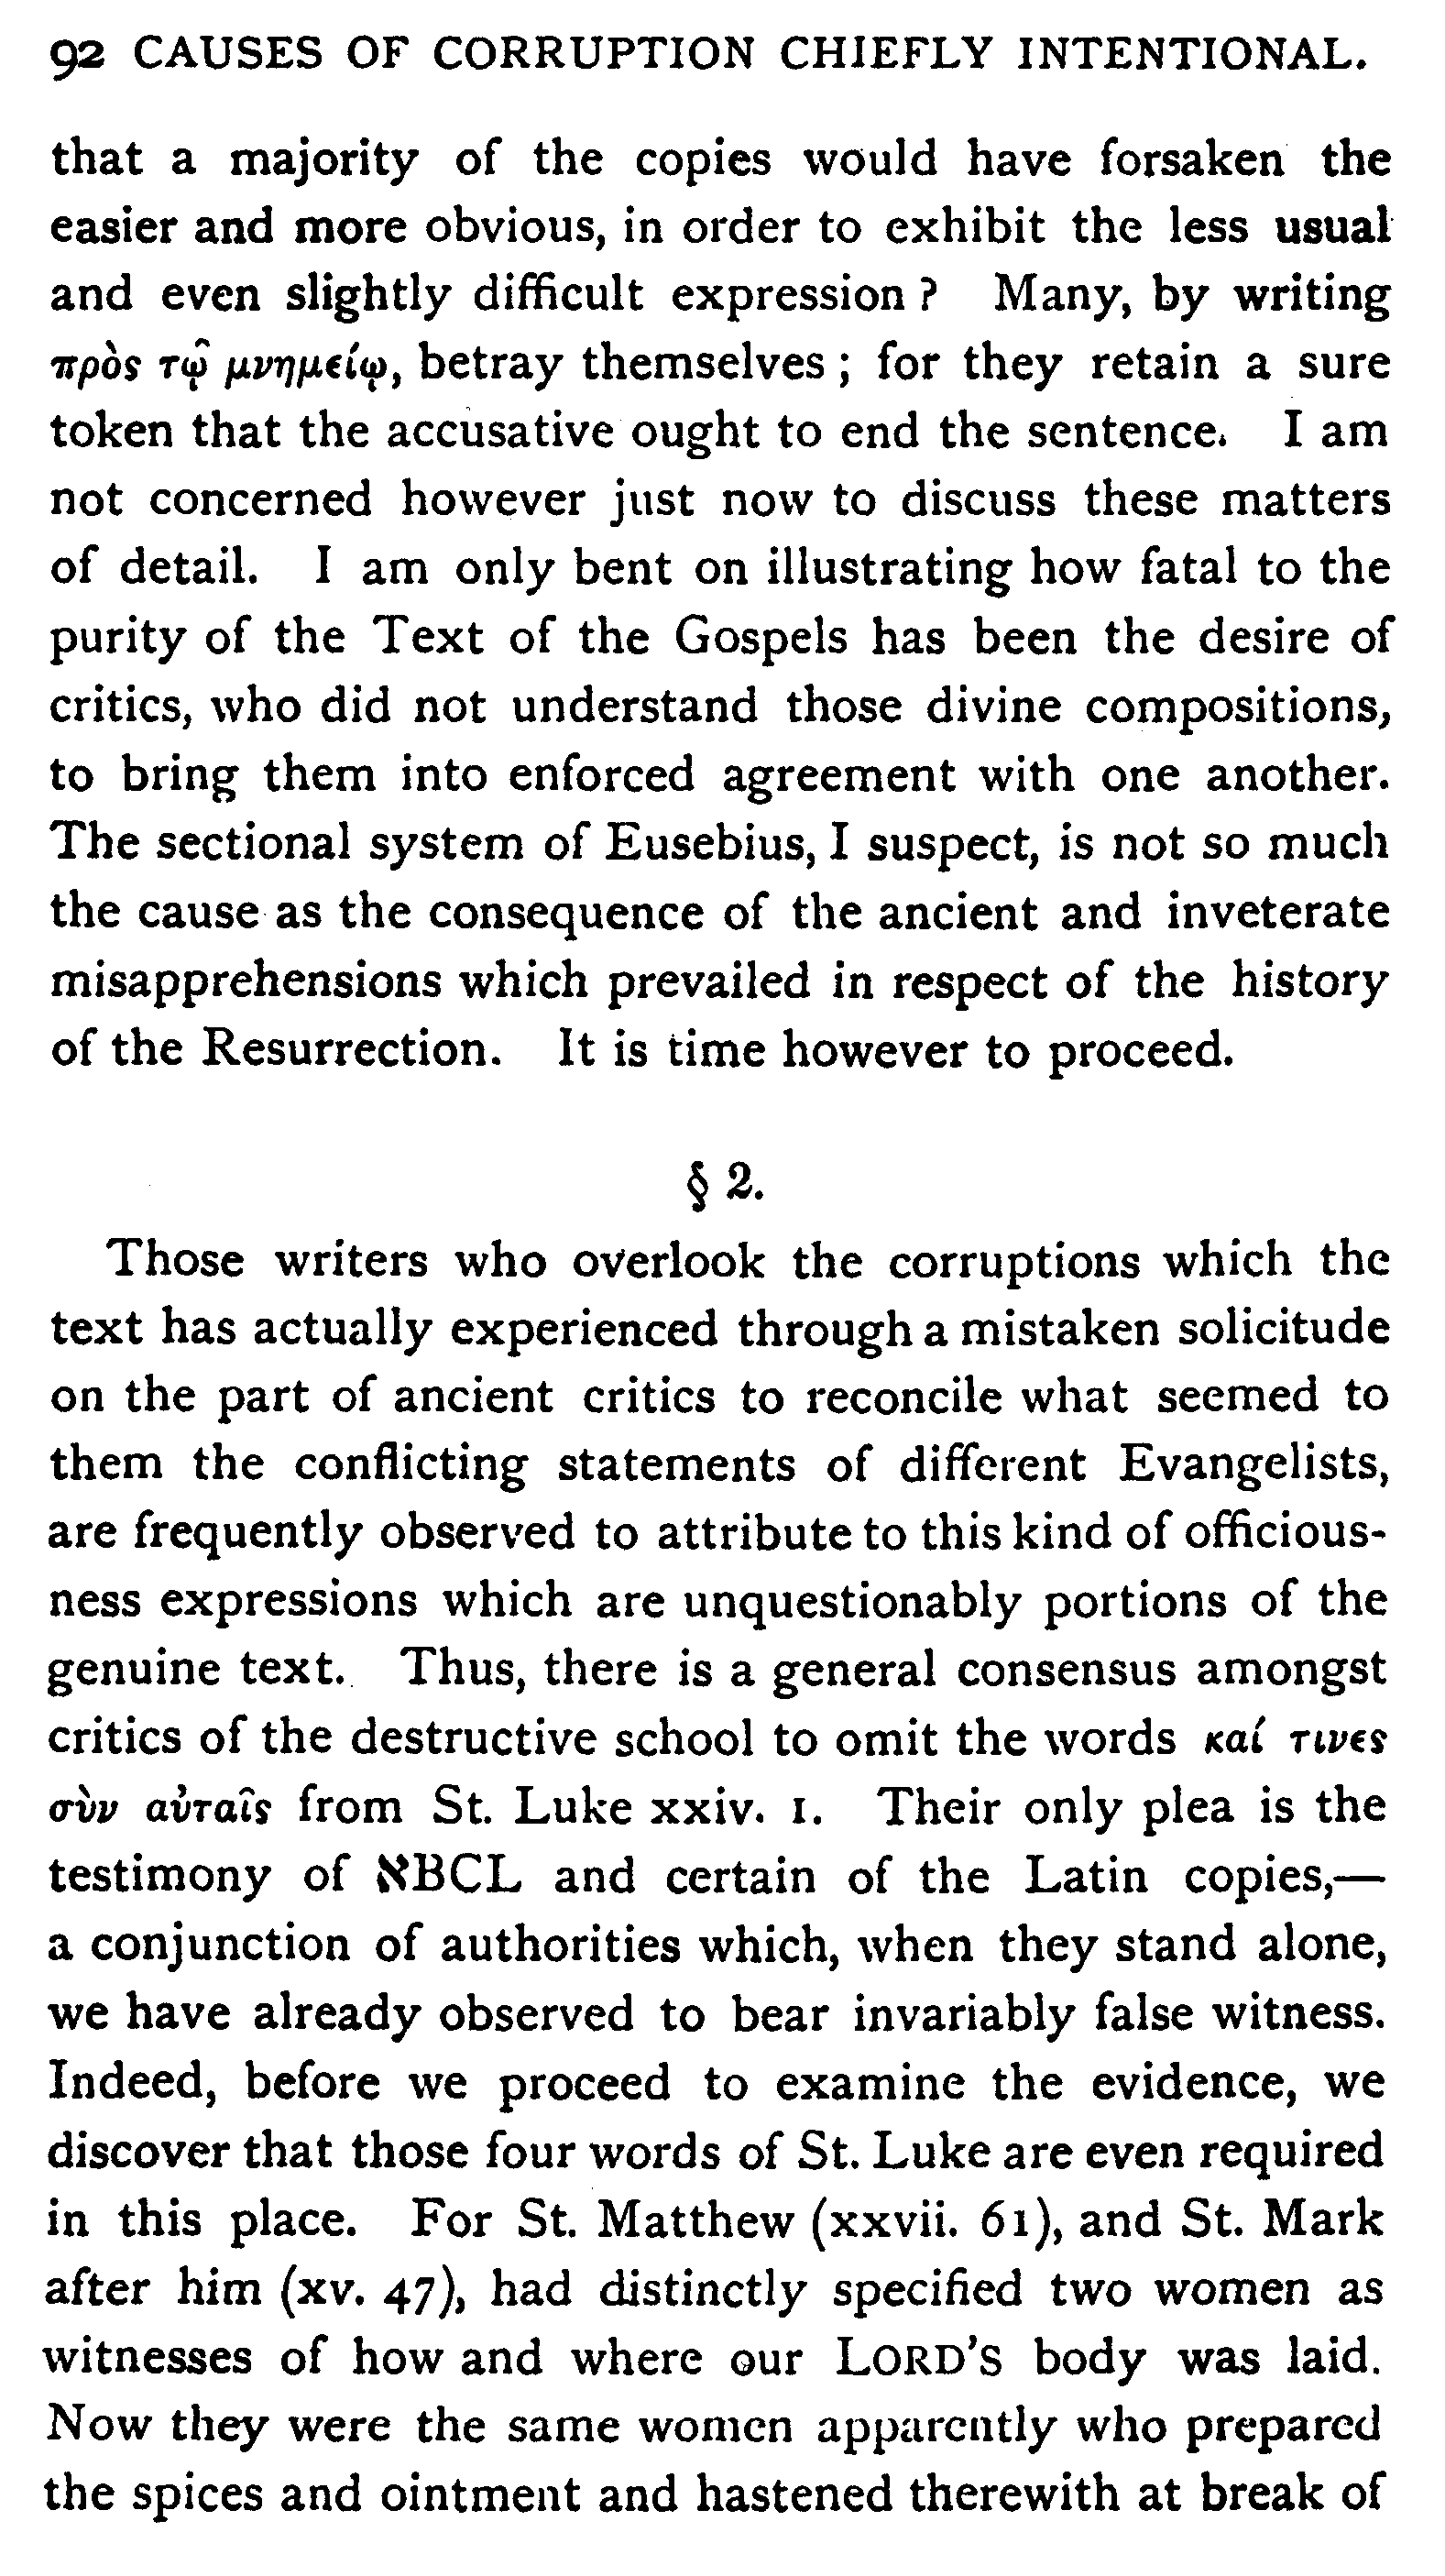 92 CAUSES OF CORRUPTION CHIEFLY INTENTIONAL.
that a majority of the copies would have forsaken the
easier and more obvious, in order to exhibit the less usual
and even slightly difficult expression ? Many, by writing
πρὸς τῷ μνημείῳ, betray themselves ; for they retain a sure
token that the accusative ought to end the sentence. I am
not concerned however just now to discuss these matters
of detail. I am only bent on illustrating how fatal to the
purity of the Text of the Gospels has been the desire of
critics, who did not understand those divine compositions,
to bring them into enforced agreement with one another.
The sectional system of Eusebius, I suspect, is not so much
the cause as the consequence of the ancient and inveterate
misapprehensions which prevailed in respect of the history
of the Resurrection. It is time however to proceed.
§ 2.
Those writers who overlook the corruptions which the
text has actually experienced through a mistaken solicitude
on the part of ancient critics to reconcile what seemed to
them the conflicting statements of different Evangelists,
are frequently observed to attribute to this kind of officious-
ness expressions which are unquestionably portions of the
genuine text. Thus, there is a general consensus amongst
critics of the destructive school to omit the words καί τινες
σὺν αὐταῖς from St. Luke xxiv. 1. Their only plea is the
testimony of אBCL and certain of the Latin copies,—
a conjunction of authorities which, when they stand alone,
we have already observed to bear invariably false witness.
Indeed, before we proceed to examine the evidence, we
discover that those four words of St. Luke are even required
in this place. For St. Matthew (xxvii. 61), and St. Mark
after him (xv. 47), had distinctly specified two women as
witnesses of how and where our LORD'S body was laid.
Now they were the same women apparently who prepared
the spices and ointment and hastened therewith at break of